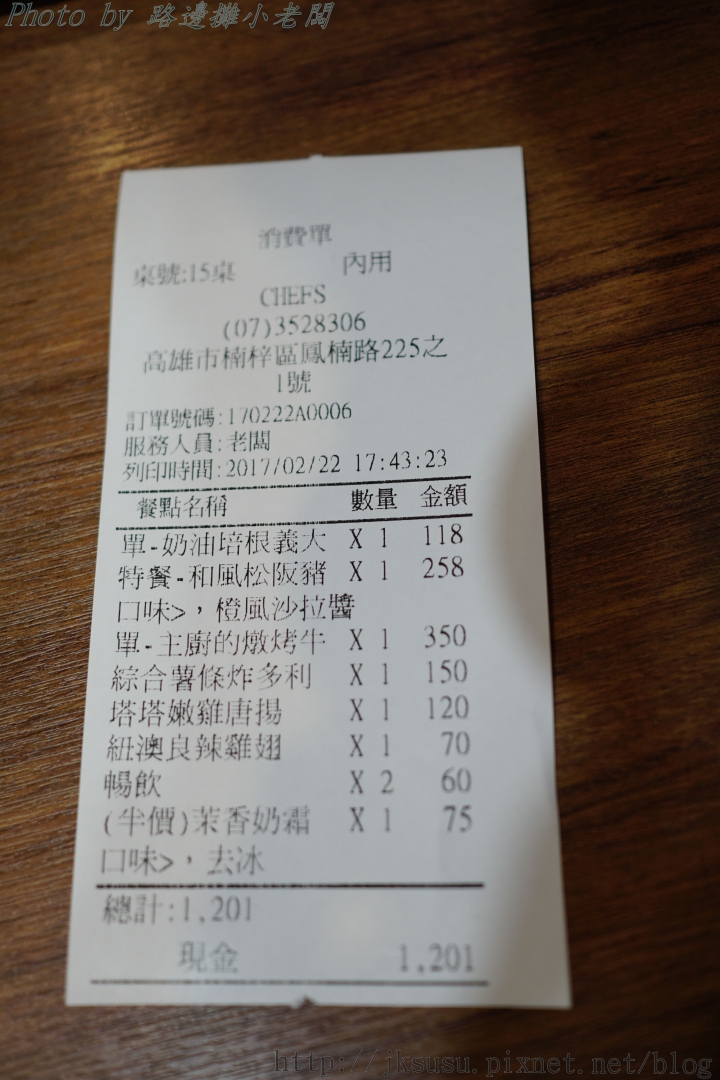 Photo by 路邊攤小老闆
消費單
桌號:15桌 內用
CHEFS
(07)3528306
高雄市楠梓區鳳楠路225之
1號
訂單號碼:170222A0006
服務人員:老闆
列印時間:2017/02/22 17:43:23
餐點名稱 數量 金額
單-奶油培根義大 X 1 118
特餐-和風松阪豬 X 1 258
口味>，橙風沙拉醬
單-主廚的燉烤牛 X 1 350
綜合薯條炸多利 X 1 150
塔塔嫩雞唐揚 X 1 120
紐澳良辣雞翅 X 1 70
暢飲 X 2 60
(半價)茉香奶霜 X 1 75
口味>，去冰
總計:1,201
現金 1,201
http://jksusu.pixnet.net/blog